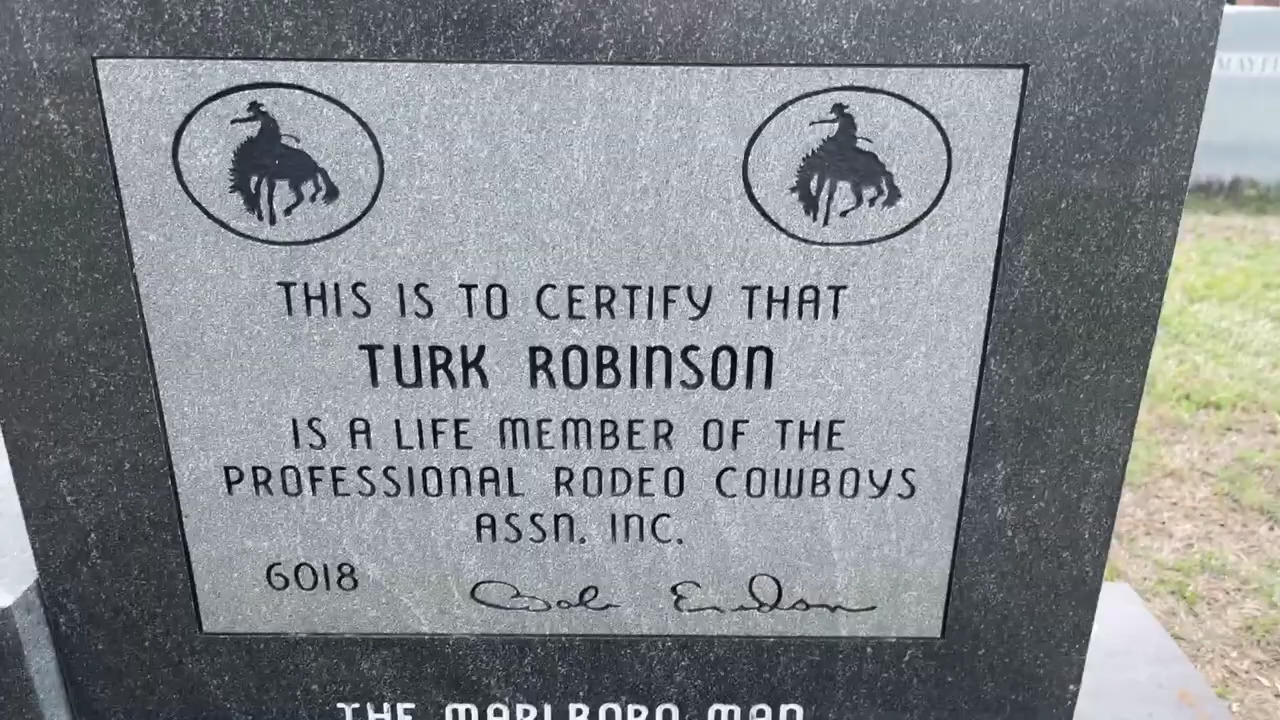 THIS IS TO CERTIFY THAT
TURK ROBINSON
IS A LIFE MEMBER OF THE
PROFESSIONAL RODEO COWBOYS
ASSN. INC.
6018
THE MARLBORO MAN